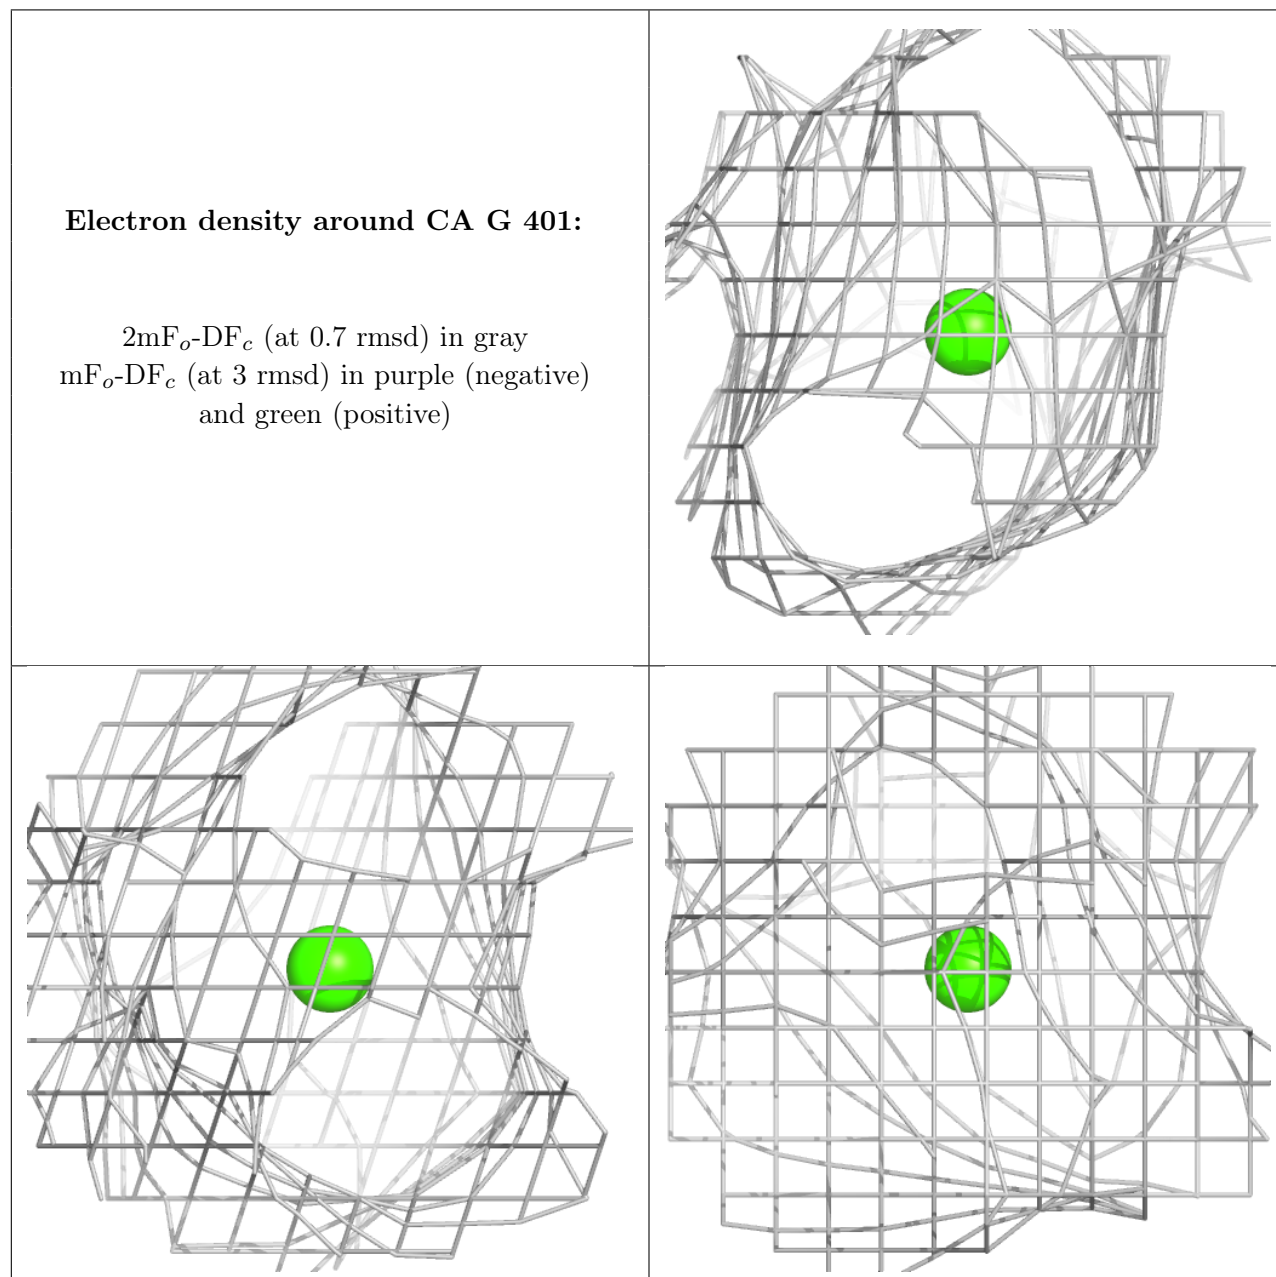 Electron density around CA G 401:
2mFo-DFc (at 0.7 rmsd) in gray
mFo-DFc (at 3 rmsd) in purple (negative)
and green (positive)